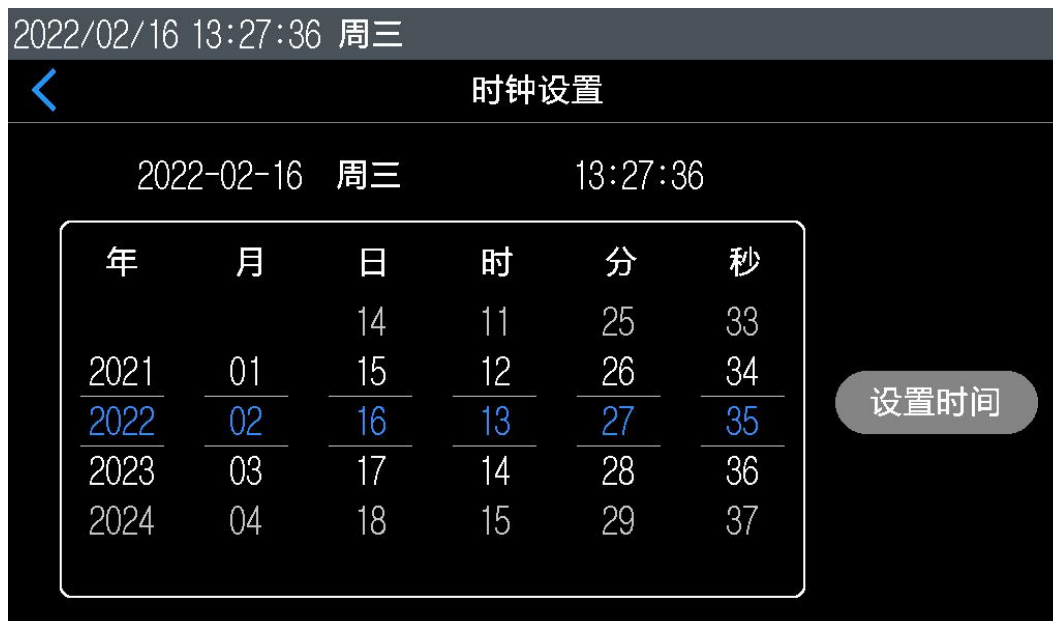 2022/02/16 13:27:36 周三
时钟设置
2022-02-16 周三 13:27:36
年 月 日 时 分 秒
14 11 25 33
2021 01 15 12 26 34
2022 02 16 13 27 35
设置时间
2023 03 17 14 28 36
2024 04 18 15 29 37